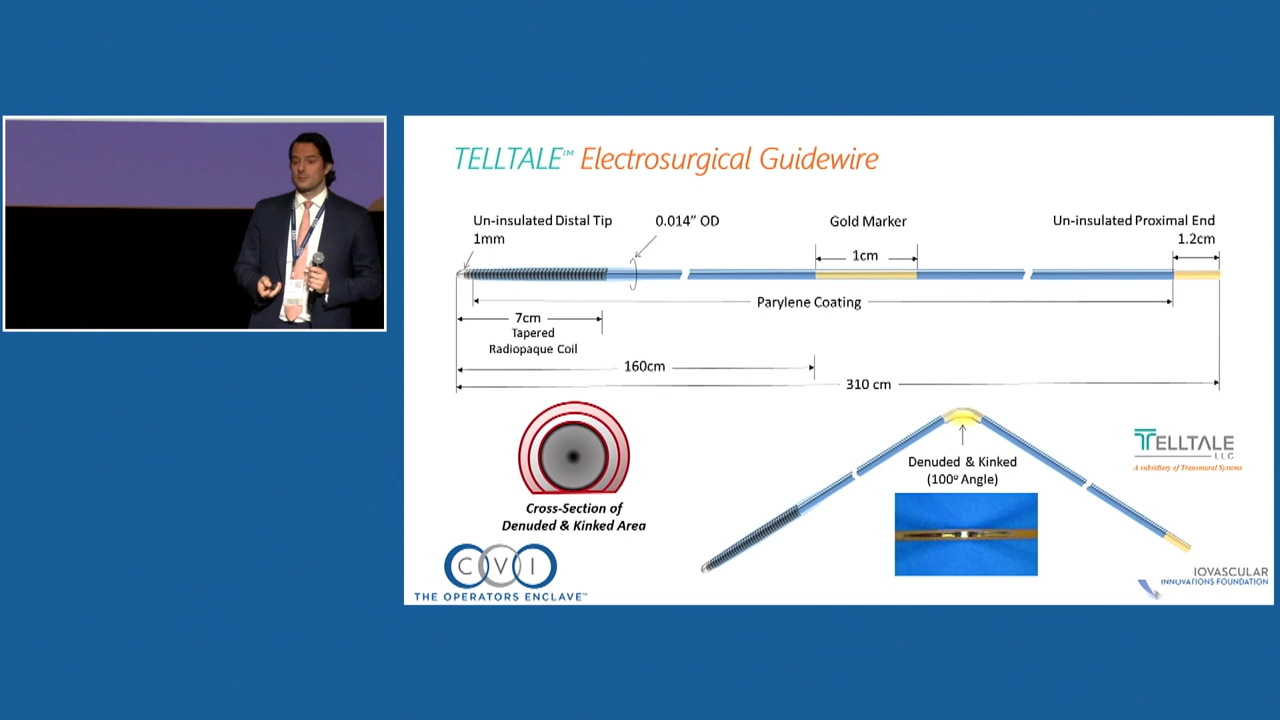 TELLTALE™ Electrosurgical Guidewire
Un-insulated Distal Tip
1mm
0.014” OD
Gold Marker
1cm
Un-insulated Proximal End
1.2cm
Parylene Coating
7cm
Tapered
Radiopaque Coil
160cm
310 cm
Cross-Section of
Denuded & Kinked Area
Denuded & Kinked
(100° Angle)
TELLTALE
LLC
A subsidiary of Transmural Systems
C V I
THE OPERATORS ENCLAVE™
IOVASCULAR
INNOVATIONS FOUNDATION